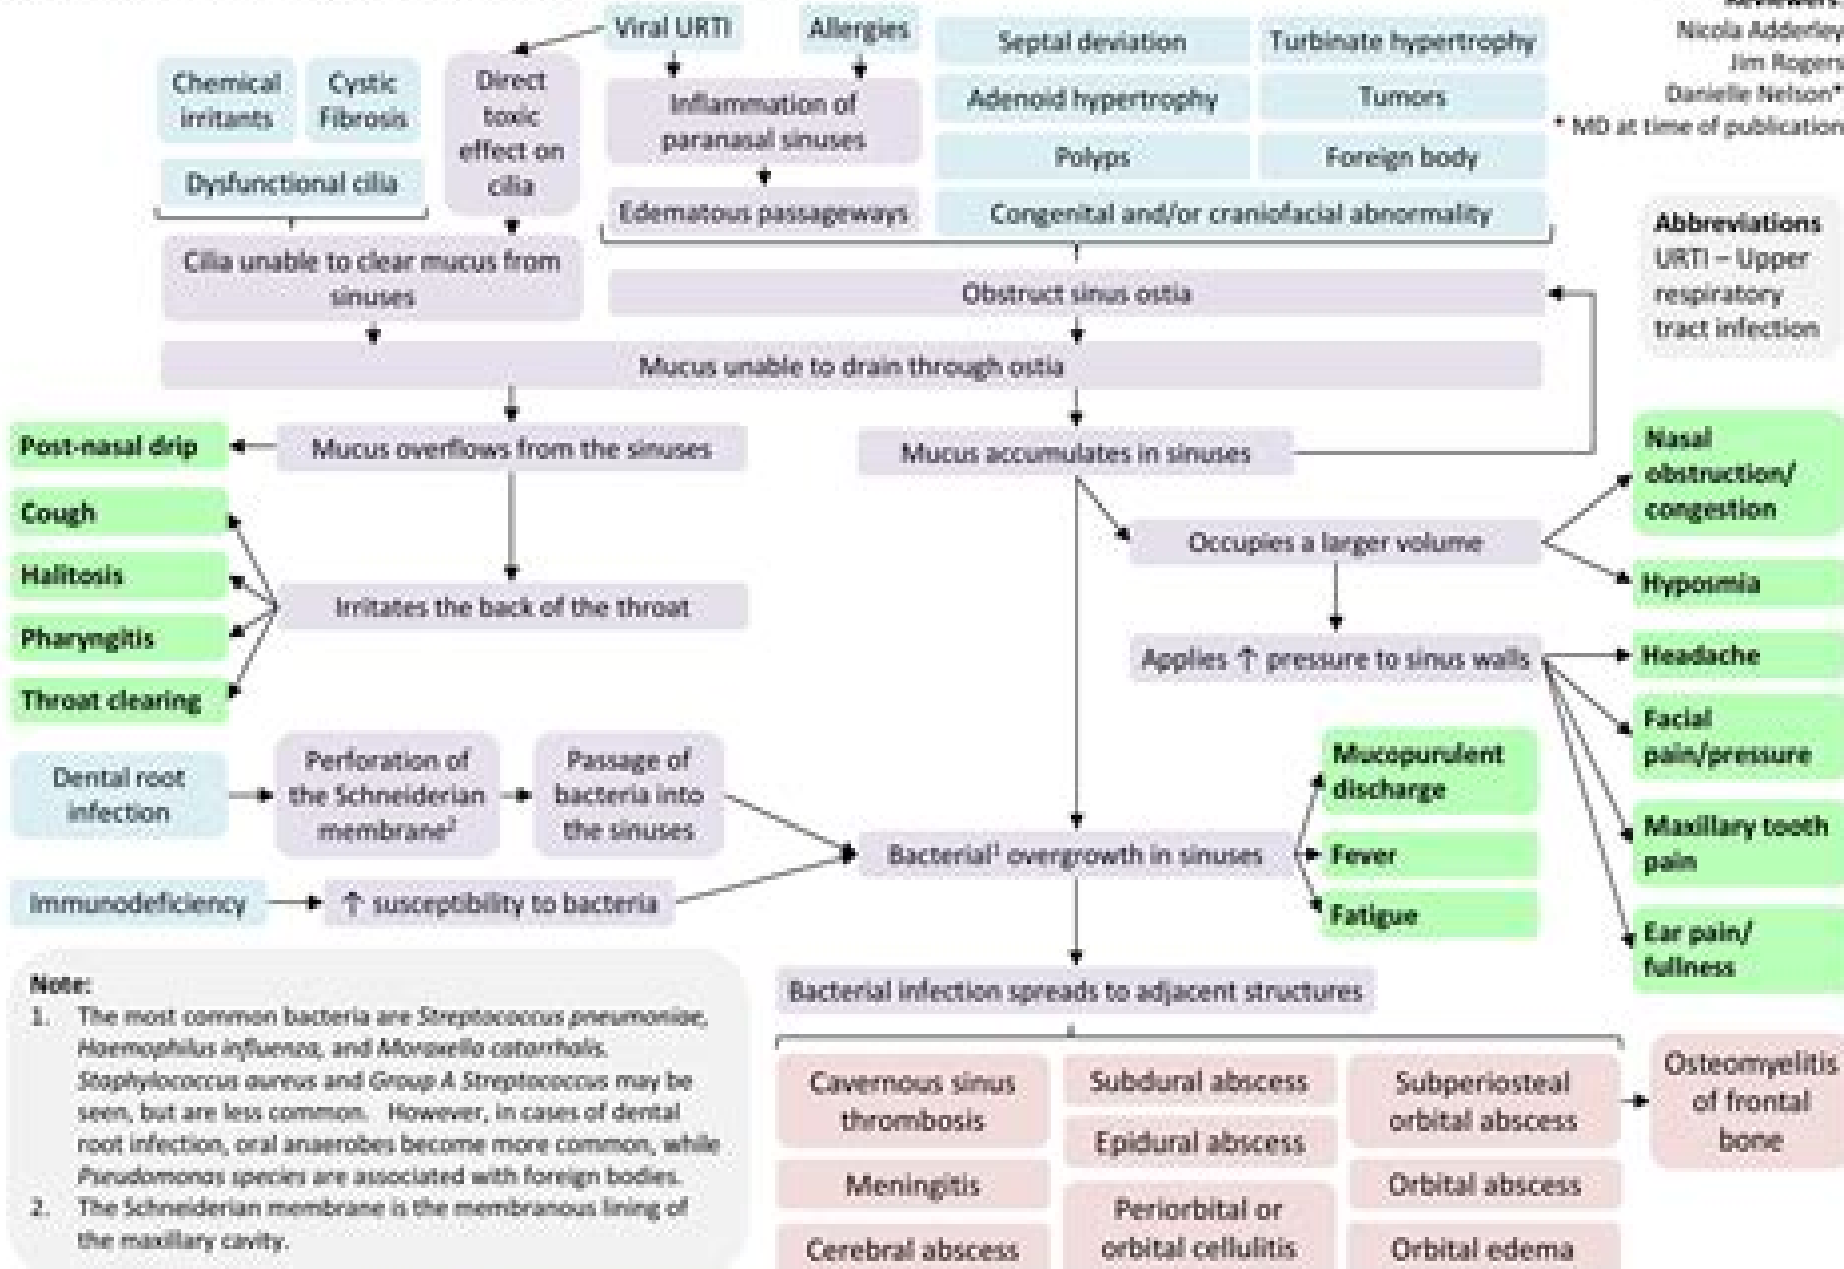 Reviewers:
Nicola Adderley
Jim Rogers
Danielle Nelson*
* MD at time of publication
Viral URTI
Allergies
Septal deviation
Turbinate hypertrophy
Chemical
irritants
Cystic
Fibrosis
Direct
toxic
effect on
cilia
Inflammation of
paranasal sinuses
Adenoid hypertrophy
Tumors
Polyps
Foreign body
Dysfunctional cilia
Edematous passageways
Congenital and/or craniofacial abnormality
Abbreviations
URTI – Upper
respiratory
tract infection
Cilia unable to clear mucus from
sinuses
Obstruct sinus ostia
Mucus unable to drain through ostia
Post-nasal drip
Mucus overflows from the sinuses
Mucus accumulates in sinuses
Nasal
obstruction/
congestion
Cough
Halitosis
Pharyngitis
Throat clearing
Irritates the back of the throat
Occupies a larger volume
Hyposmia
Applies ↑ pressure to sinus walls
Headache
Facial
pain/pressure
Maxillary tooth
pain
Ear pain/
fullness
Dental root
infection
Perforation of
the Schneiderian
membrane²
Passage of
bacteria into
the sinuses
Mucopurulent
discharge
Bacterial¹ overgrowth in sinuses
Fever
Fatigue
Immunodeficiency
↑ susceptibility to bacteria
Bacterial infection spreads to adjacent structures
Note:
1. The most common bacteria are Streptococcus pneumoniae,
Haemophilus influenza, and Moraxella catarrhalis.
Staphylococcus aureus and Group A Streptococcus may be
seen, but are less common. However, in cases of dental
root infection, oral anaerobes become more common, while
Pseudomonas species are associated with foreign bodies.
2. The Schneiderian membrane is the membranous lining of
the maxillary cavity.
Cavernous sinus
thrombosis
Meningitis
Cerebral abscess
Subdural abscess
Epidural abscess
Periorbital or
orbital cellulitis
Subperiosteal
orbital abscess
Orbital abscess
Orbital edema
Osteomyelitis
of frontal
bone